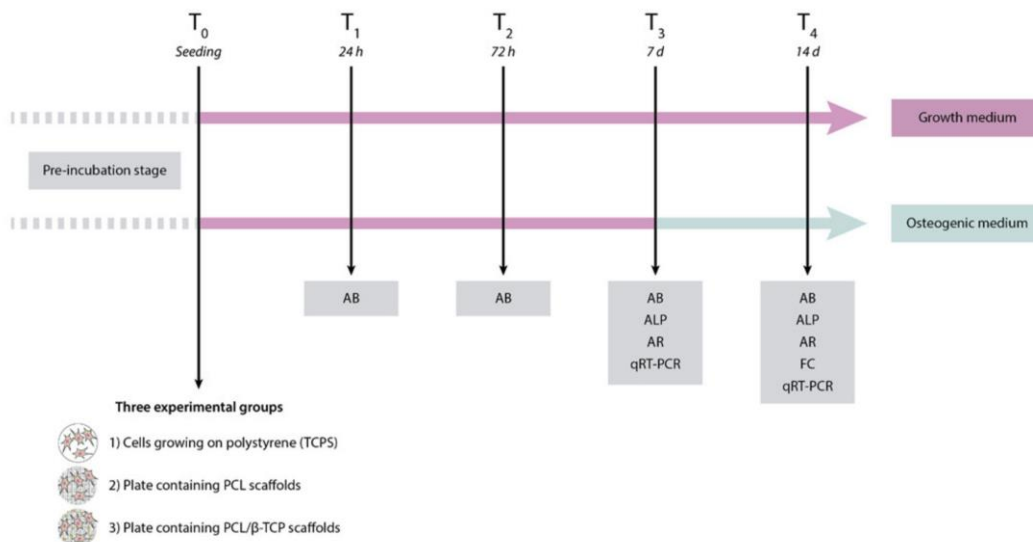 T0 T1 T2 T3 T4
Seeding 24 h 72 h 7 d 14 d
Growth medium
Pre-incubation stage
Osteogenic medium
AB AB AB AB
ALP ALP
AR AR
qRT-PCR FC
qRT-PCR
Three experimental groups
1) Cells growing on polystyrene (TCPS)
2) Plate containing PCL scaffolds
3) Plate containing PCL/β-TCP scaffolds